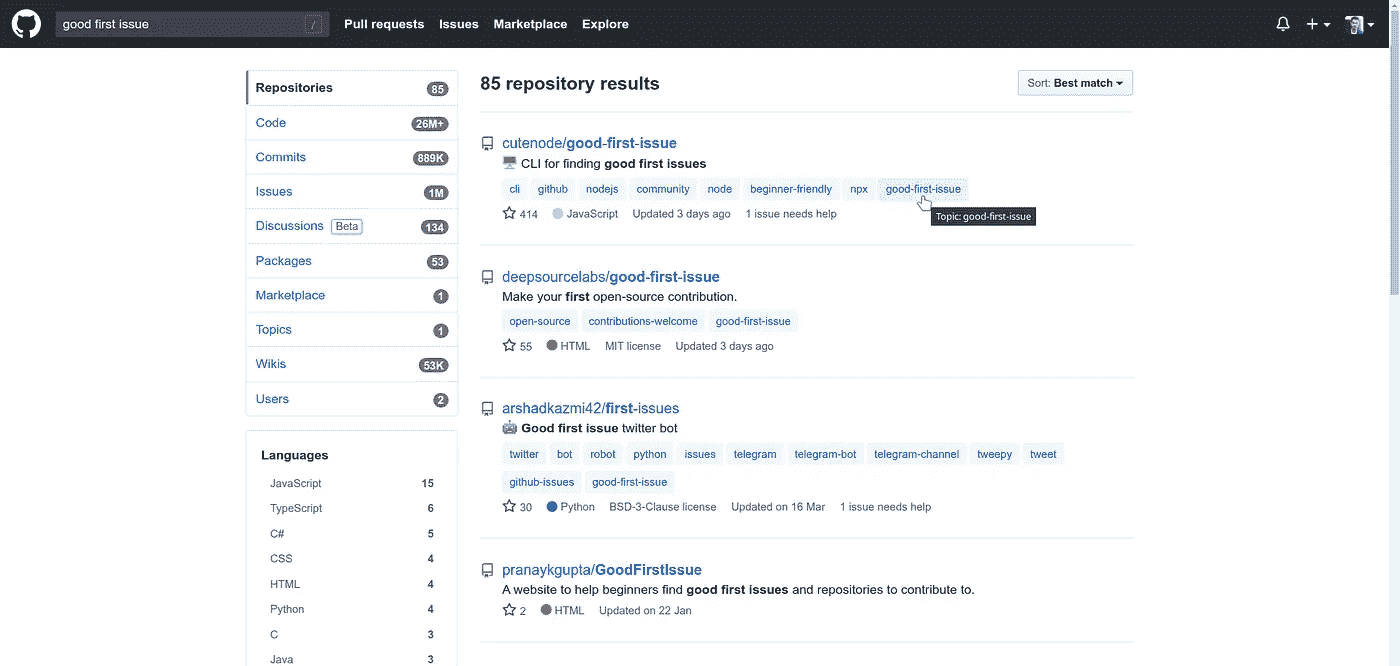 good first issue / Pull requests Issues Marketplace Explore
Repositories 85
Code 26M+
Commits 889K
Issues 1M
Discussions Beta 134
Packages 53
Marketplace 1
Topics 1
Wikis 53K
Users 2
Languages
JavaScript 15
TypeScript 6
C# 5
CSS 4
HTML 4
Python 4
C 3
Java 3
85 repository results
Sort: Best match
cutenode/good-first-issue
CLI for finding good first issues
cli github nodejs community node beginner-friendly npx good-first-issue
414 JavaScript Updated 3 days ago 1 issue needs help
Topic: good-first-issue
deepsourcelabs/good-first-issue
Make your first open-source contribution.
open-source contributions-welcome good-first-issue
55 HTML MIT license Updated 3 days ago
arshadkazmi42/first-issues
Good first issue twitter bot
twitter bot robot python issues telegram telegram-bot telegram-channel tweepy tweet
github-issues good-first-issue
30 Python BSD-3-Clause license Updated on 16 Mar 1 issue needs help
pranaykgupta/GoodFirstIssue
A website to help beginners find good first issues and repositories to contribute to.
2 HTML Updated on 22 Jan